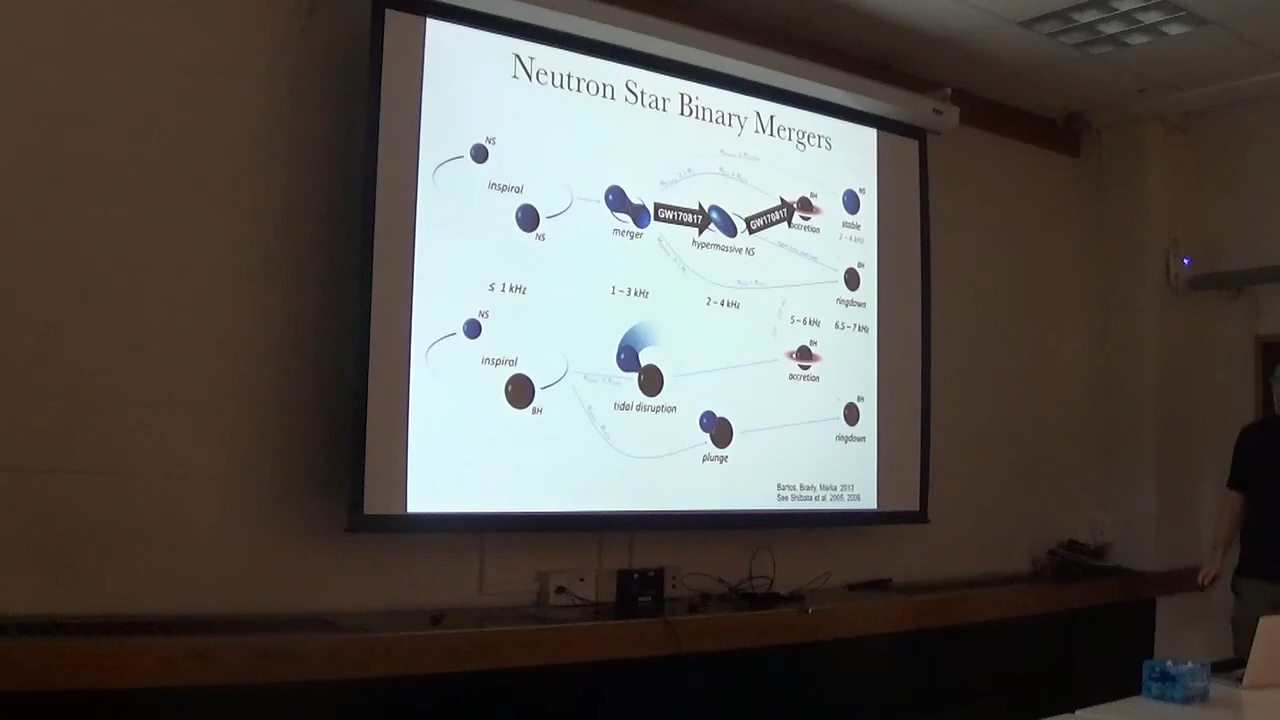 Neutron Star Binary Mergers
NS
inspiral
NS
merger
GW170817
hypermassive NS
GW170817
BH
accretion
NS
stable
2 – 4 kHz
BH
ringdown
≤ 1 kHz
1 – 3 kHz
2 – 4 kHz
5 – 6 kHz
6.5 – 7 kHz
NS
inspiral
BH
tidal disruption
BH
accretion
plunge
BH
ringdown
Bartos, Brady, Marka 2013
See Shibata et al. 2005, 2006